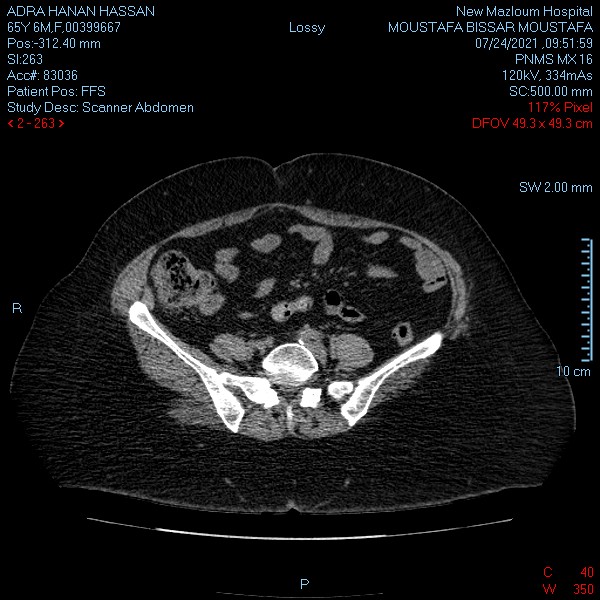 ADRA HANAN HASSAN
65Y 6M,F,00399667
Pos:-312.40 mm
SI:263
Acc#: 83036
Patient Pos: FFS
Study Desc: Scanner Abdomen
< 2 - 263 >
Lossy
New Mazloum Hospital
MOUSTAFA BISSAR MOUSTAFA
07/24/2021 ,09:51:59
PNMS MX 16
120kV, 334mAs
SC:500.00 mm
117% Pixel
DFOV 49.3 x 49.3 cm
SW 2.00 mm
R
10 cm
P
C 40
W 350